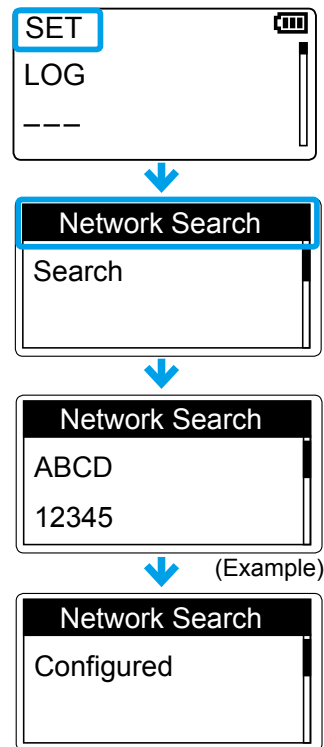 SET
LOG
–––
Network Search
Search
Network Search
ABCD
12345
(Example)
Network Search
Configured